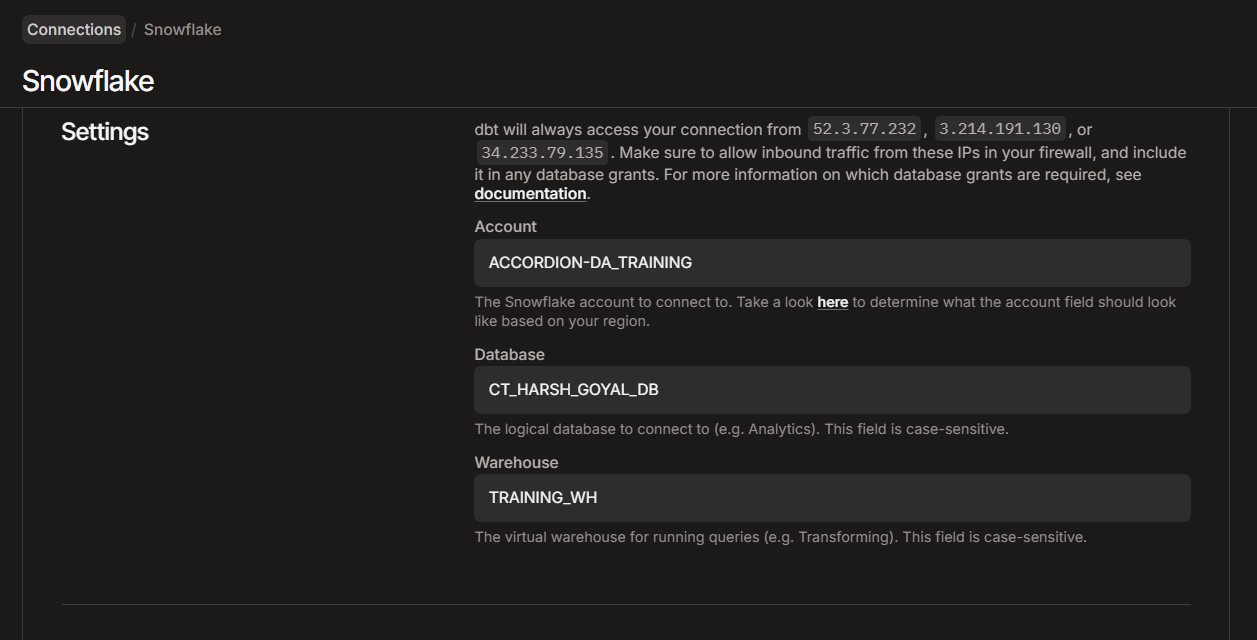 Connections / Snowflake
Snowflake
Settings
dbt will always access your connection from 52.3.77.232 , 3.214.191.130 , or
34.233.79.135 . Make sure to allow inbound traffic from these IPs in your firewall, and include
it in any database grants. For more information on which database grants are required, see
documentation.
Account
ACCORDION-DA_TRAINING
The Snowflake account to connect to. Take a look here to determine what the account field should look
like based on your region.
Database
CT_HARSH_GOYAL_DB
The logical database to connect to (e.g. Analytics). This field is case-sensitive.
Warehouse
TRAINING_WH
The virtual warehouse for running queries (e.g. Transforming). This field is case-sensitive.